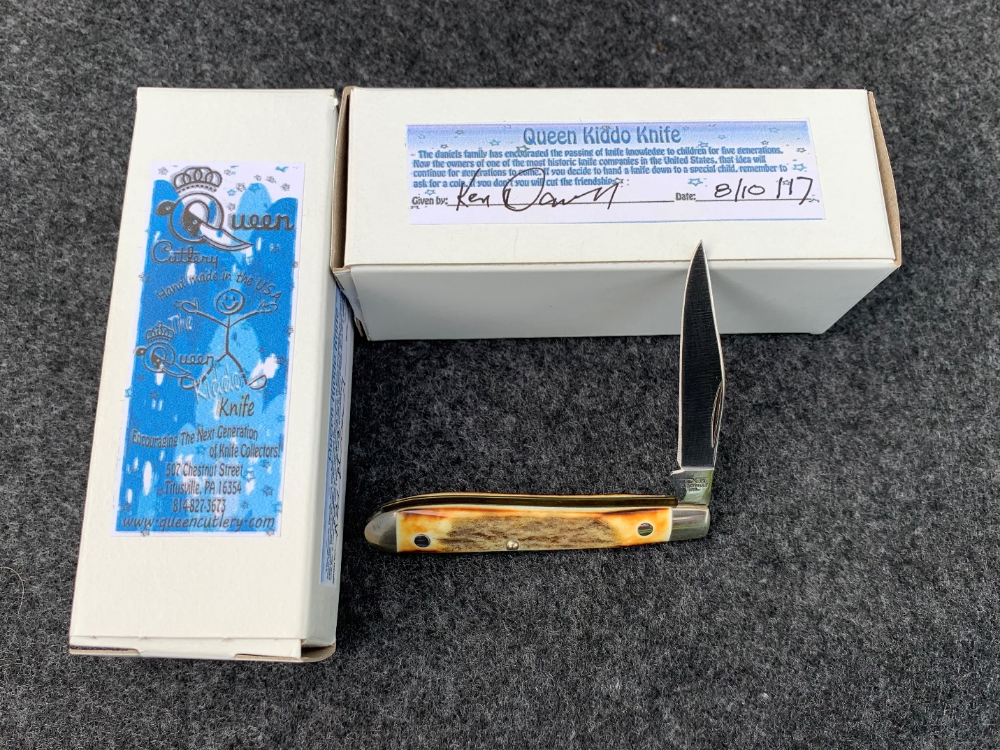 Queen
Cutlery
Hand made in the USA
The
Queen
Kiddo
Knife
Encouraging The Next Generation
of Knife Collectors!
507 Chestnut Street
Titusville, PA 16354
814-827-3673
www.queencutlery.com
Queen Kiddo Knife
The daniels family has encouraged the passing of knife knowledge to children for five generations.
Now the owners of one of the most historic knife companies in the United States, that idea will
continue for generations to come. If you decide to hand a knife down to a special child, remember to
ask for a coin, if you don't you will cut the friendship.
Given by: Ken Daniels Date: 8/10/17